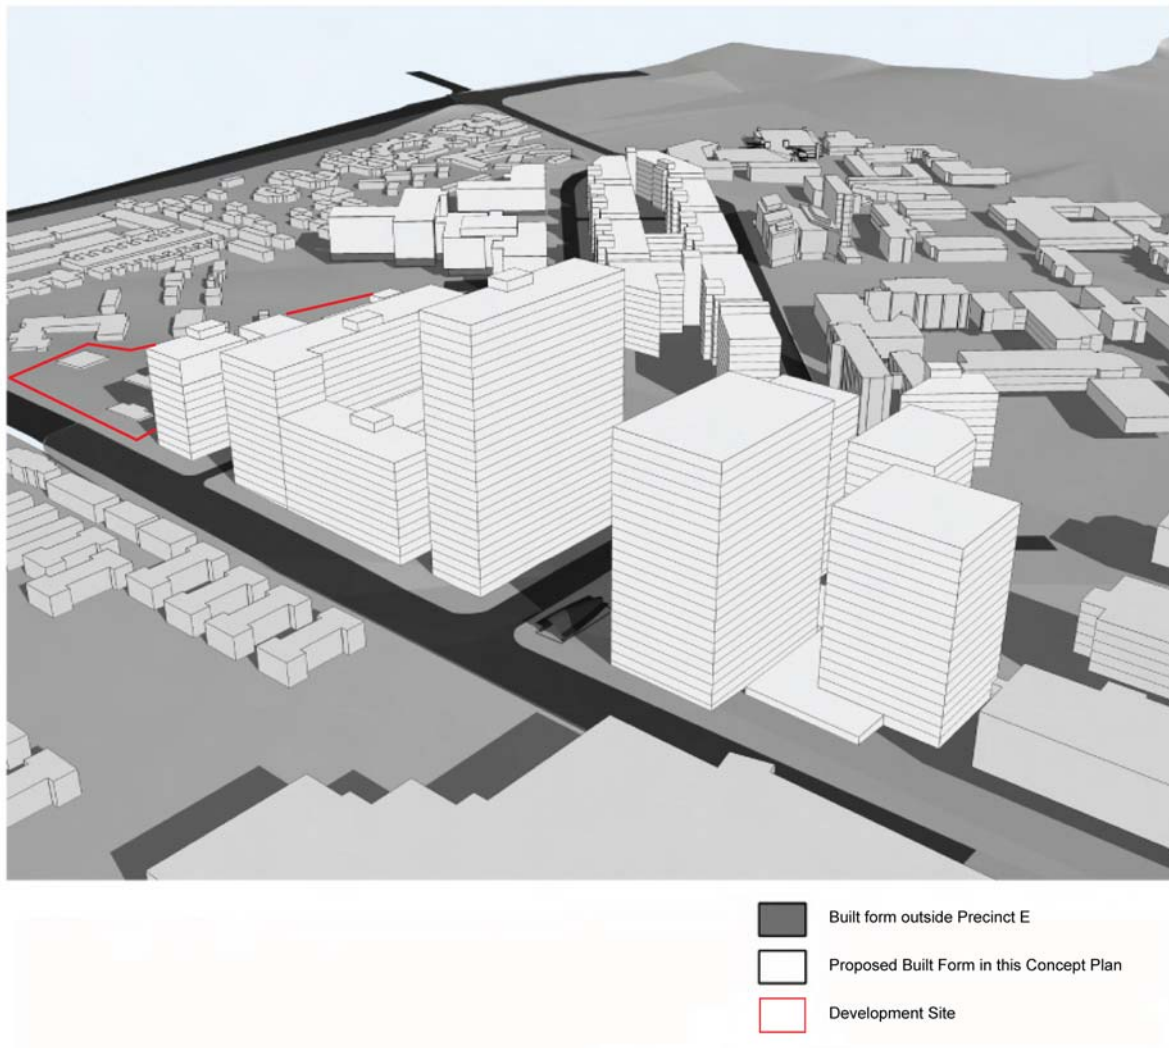 Built form outside Precinct E
Proposed Built Form in this Concept Plan
Development Site